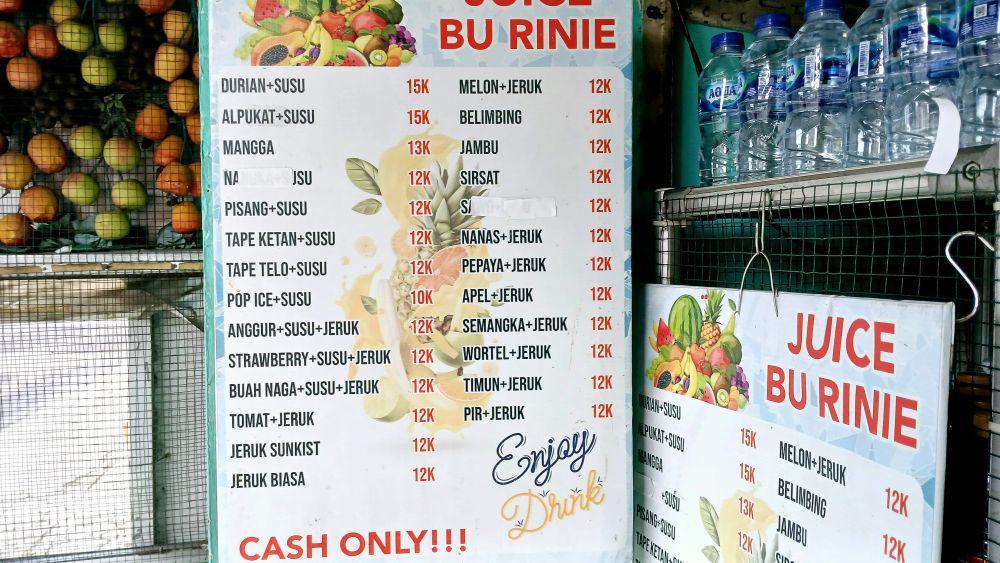 JUICE
BU RINIE
DURIAN+SUSU 15K
ALPUKAT+SUSU 15K
MANGGA 13K
12K
PISANG+SUSU 12K
TAPE KETAN+SUSU 12K
TAPE TELO+SUSU 12K
POP ICE+SUSU 10K
ANGGUR+SUSU+JERUK 12K
STRAWBERRY+SUSU+JERUK 12K
BUAH NAGA+SUSU+JERUK 12K
TOMAT+JERUK 12K
JERUK SUNKIST 12K
JERUK BIASA 12K
MELON+JERUK 12K
BELIMBING 12K
JAMBU 12K
SIRSAT 12K
12K
NANAS+JERUK 12K
PEPAYA+JERUK 12K
APEL+JERUK 12K
SEMANGKA+JERUK 12K
WORTEL+JERUK 12K
TIMUN+JERUK 12K
PIR+JERUK 12K
Enjoy
Drink
CASH ONLY!!!
AQUA
JUICE
BU RINIE
DURIAN+SUSU 15K
ALPUKAT+SUSU 15K
MANGGA 13K
+SUSU 12K
PISANG+SUSU
TAPE KETAN+SUSU
MELON+JERUK 12K
BELIMBING 12K
JAMBU